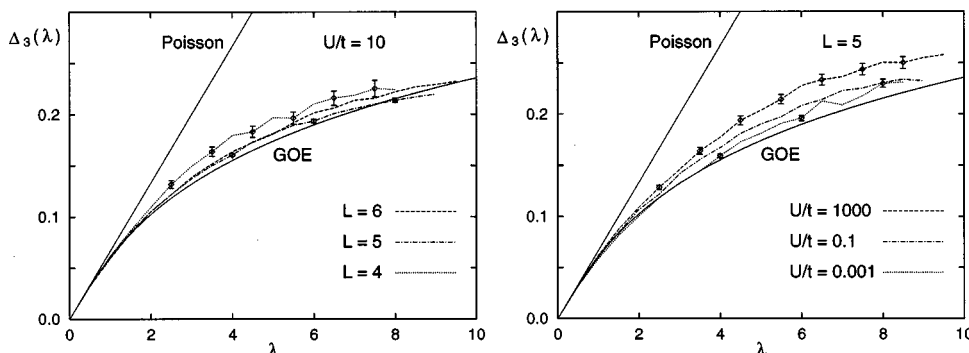 Δ₃(λ)
Poisson
U/t = 10
0.2
GOE
0.1
L = 6
L = 5
L = 4
0.0
0 2 4 6 8 10
λ
Δ₃(λ)
Poisson
L = 5
0.2
GOE
0.1
U/t = 1000
U/t = 0.1
U/t = 0.001
0.0
0 2 4 6 8 10
λ